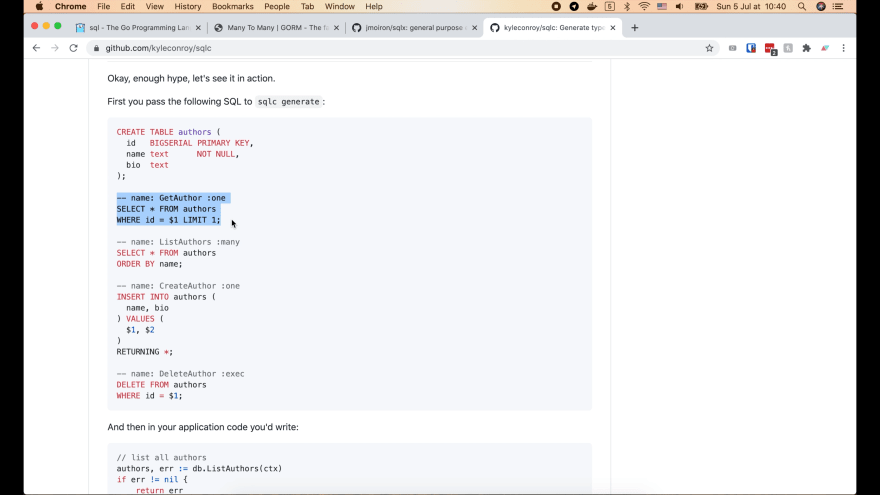 Chrome File Edit View History Bookmarks People Tab Window Help
Sun 5 Jul at 10:40
sql - The Go Programming Lan
Many To Many | GORM - The fa
jmoiron/sqlx: general purpose
kyleconroy/sqlc: Generate type
github.com/kyleconroy/sqlc
2
Okay, enough hype, let's see it in action.
First you pass the following SQL to sqlc generate :
CREATE TABLE authors (
id BIGSERIAL PRIMARY KEY,
name text NOT NULL,
bio text
);
-- name: GetAuthor :one
SELECT * FROM authors
WHERE id = $1 LIMIT 1;
-- name: ListAuthors :many
SELECT * FROM authors
ORDER BY name;
-- name: CreateAuthor :one
INSERT INTO authors (
name, bio
) VALUES (
$1, $2
)
RETURNING *;
-- name: DeleteAuthor :exec
DELETE FROM authors
WHERE id = $1;
And then in your application code you'd write:
// list all authors
authors, err := db.ListAuthors(ctx)
if err != nil {
return err